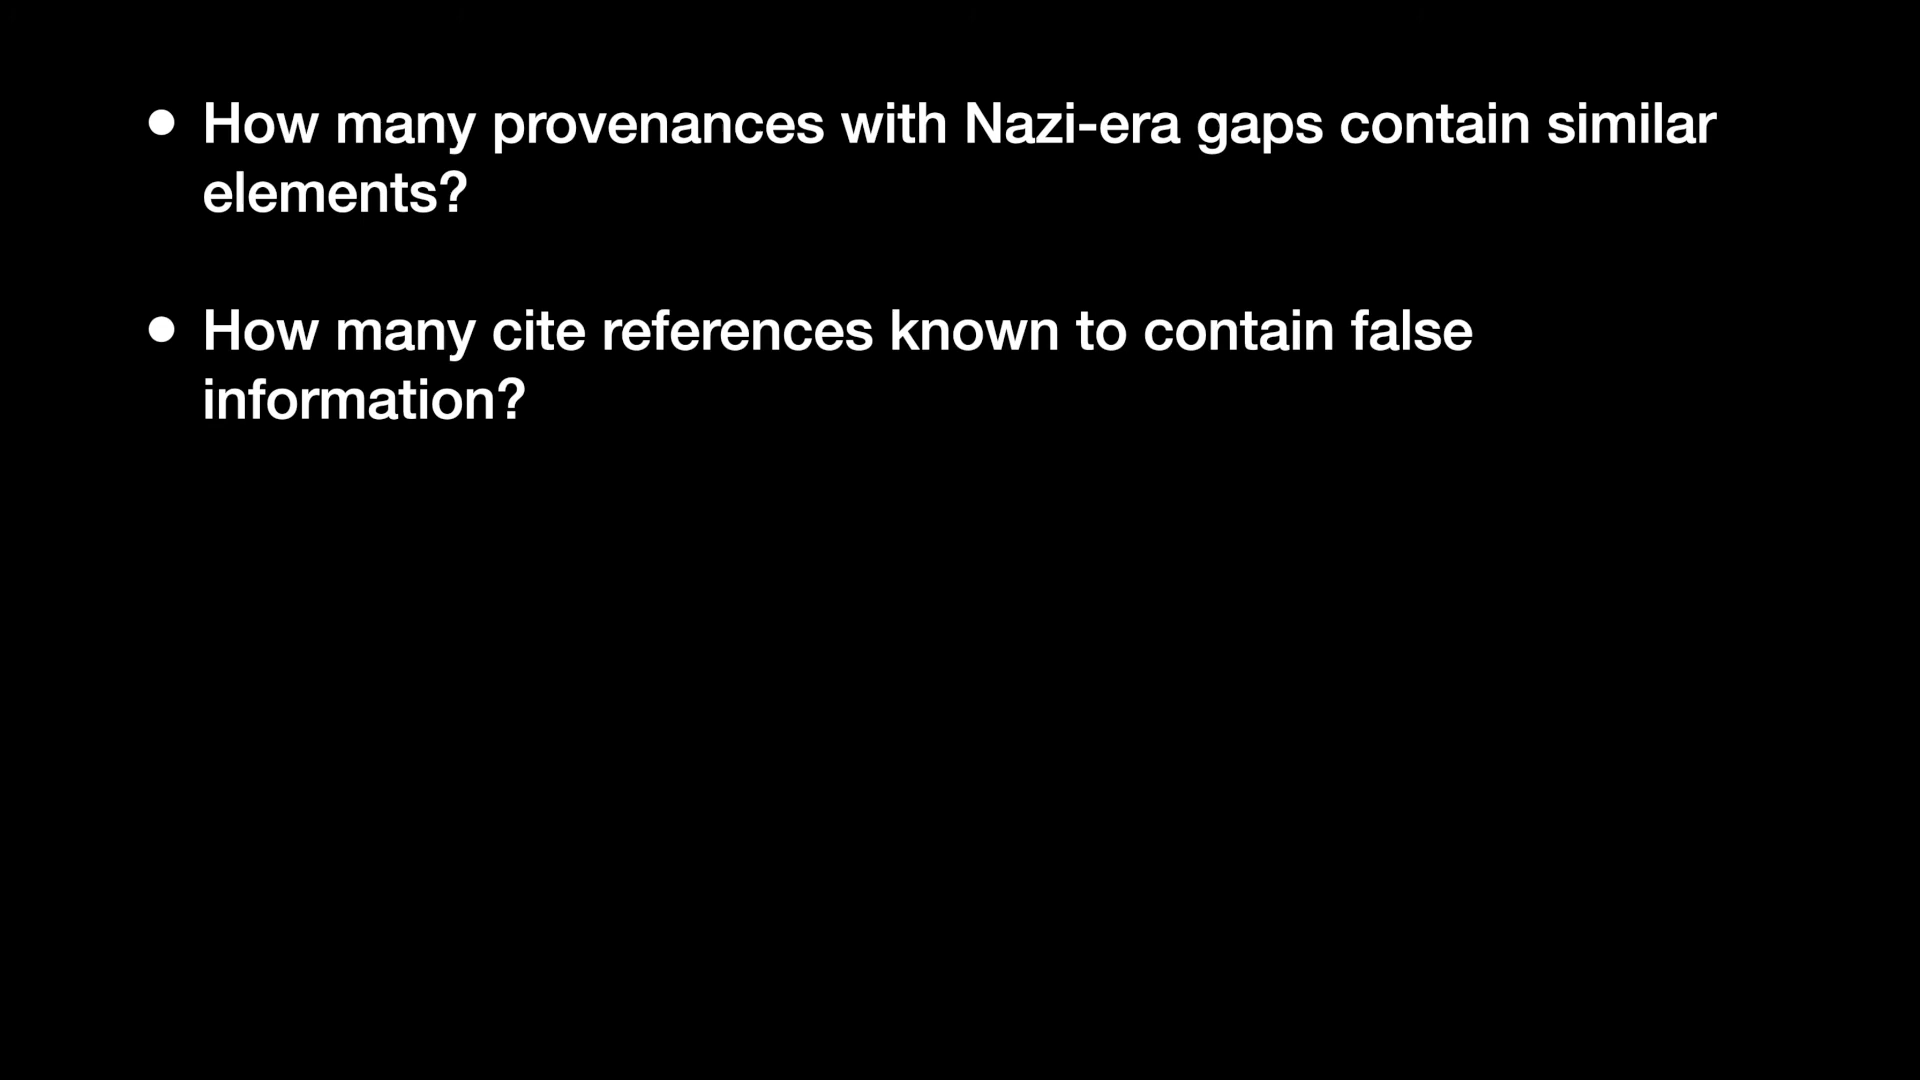 • How many provenances with Nazi-era gaps contain similar
elements?
• How many cite references known to contain false
information?